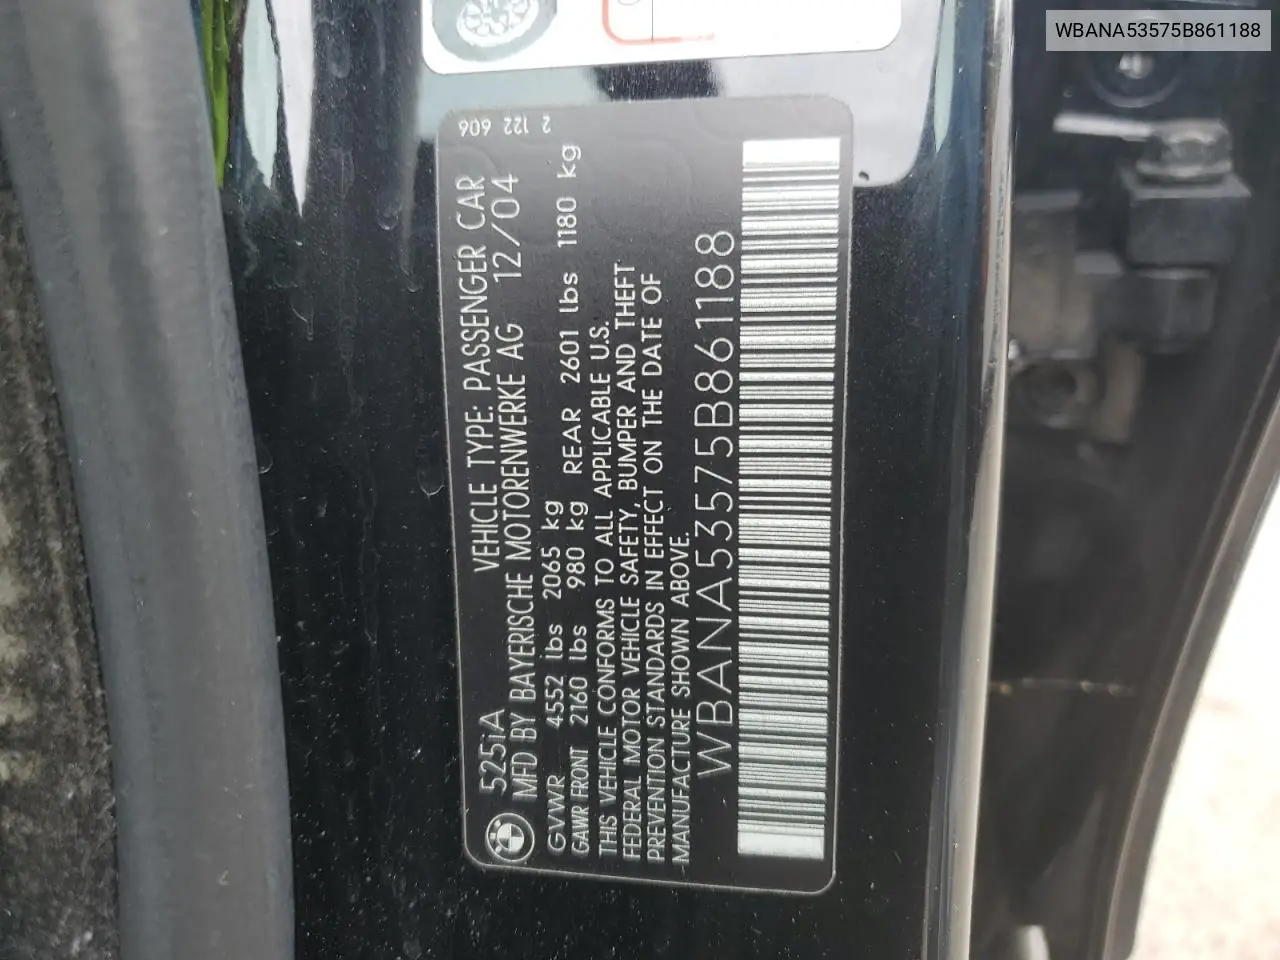 WBANA53575B861188
2 122 606
525iA VEHICLE TYPE: PASSENGER CAR
MFD BY BAYERISCHE MOTORENWERKE AG 12/04
GVWR 4552 lbs 2065 kg
GAWR FRONT 2160 lbs 980 kg REAR 2601 lbs 1180 kg
THIS VEHICLE CONFORMS TO ALL APPLICABLE U.S.
FEDERAL MOTOR VEHICLE SAFETY, BUMPER AND THEFT
PREVENTION STANDARDS IN EFFECT ON THE DATE OF
MANUFACTURE SHOWN ABOVE.
WBANA53575B861188